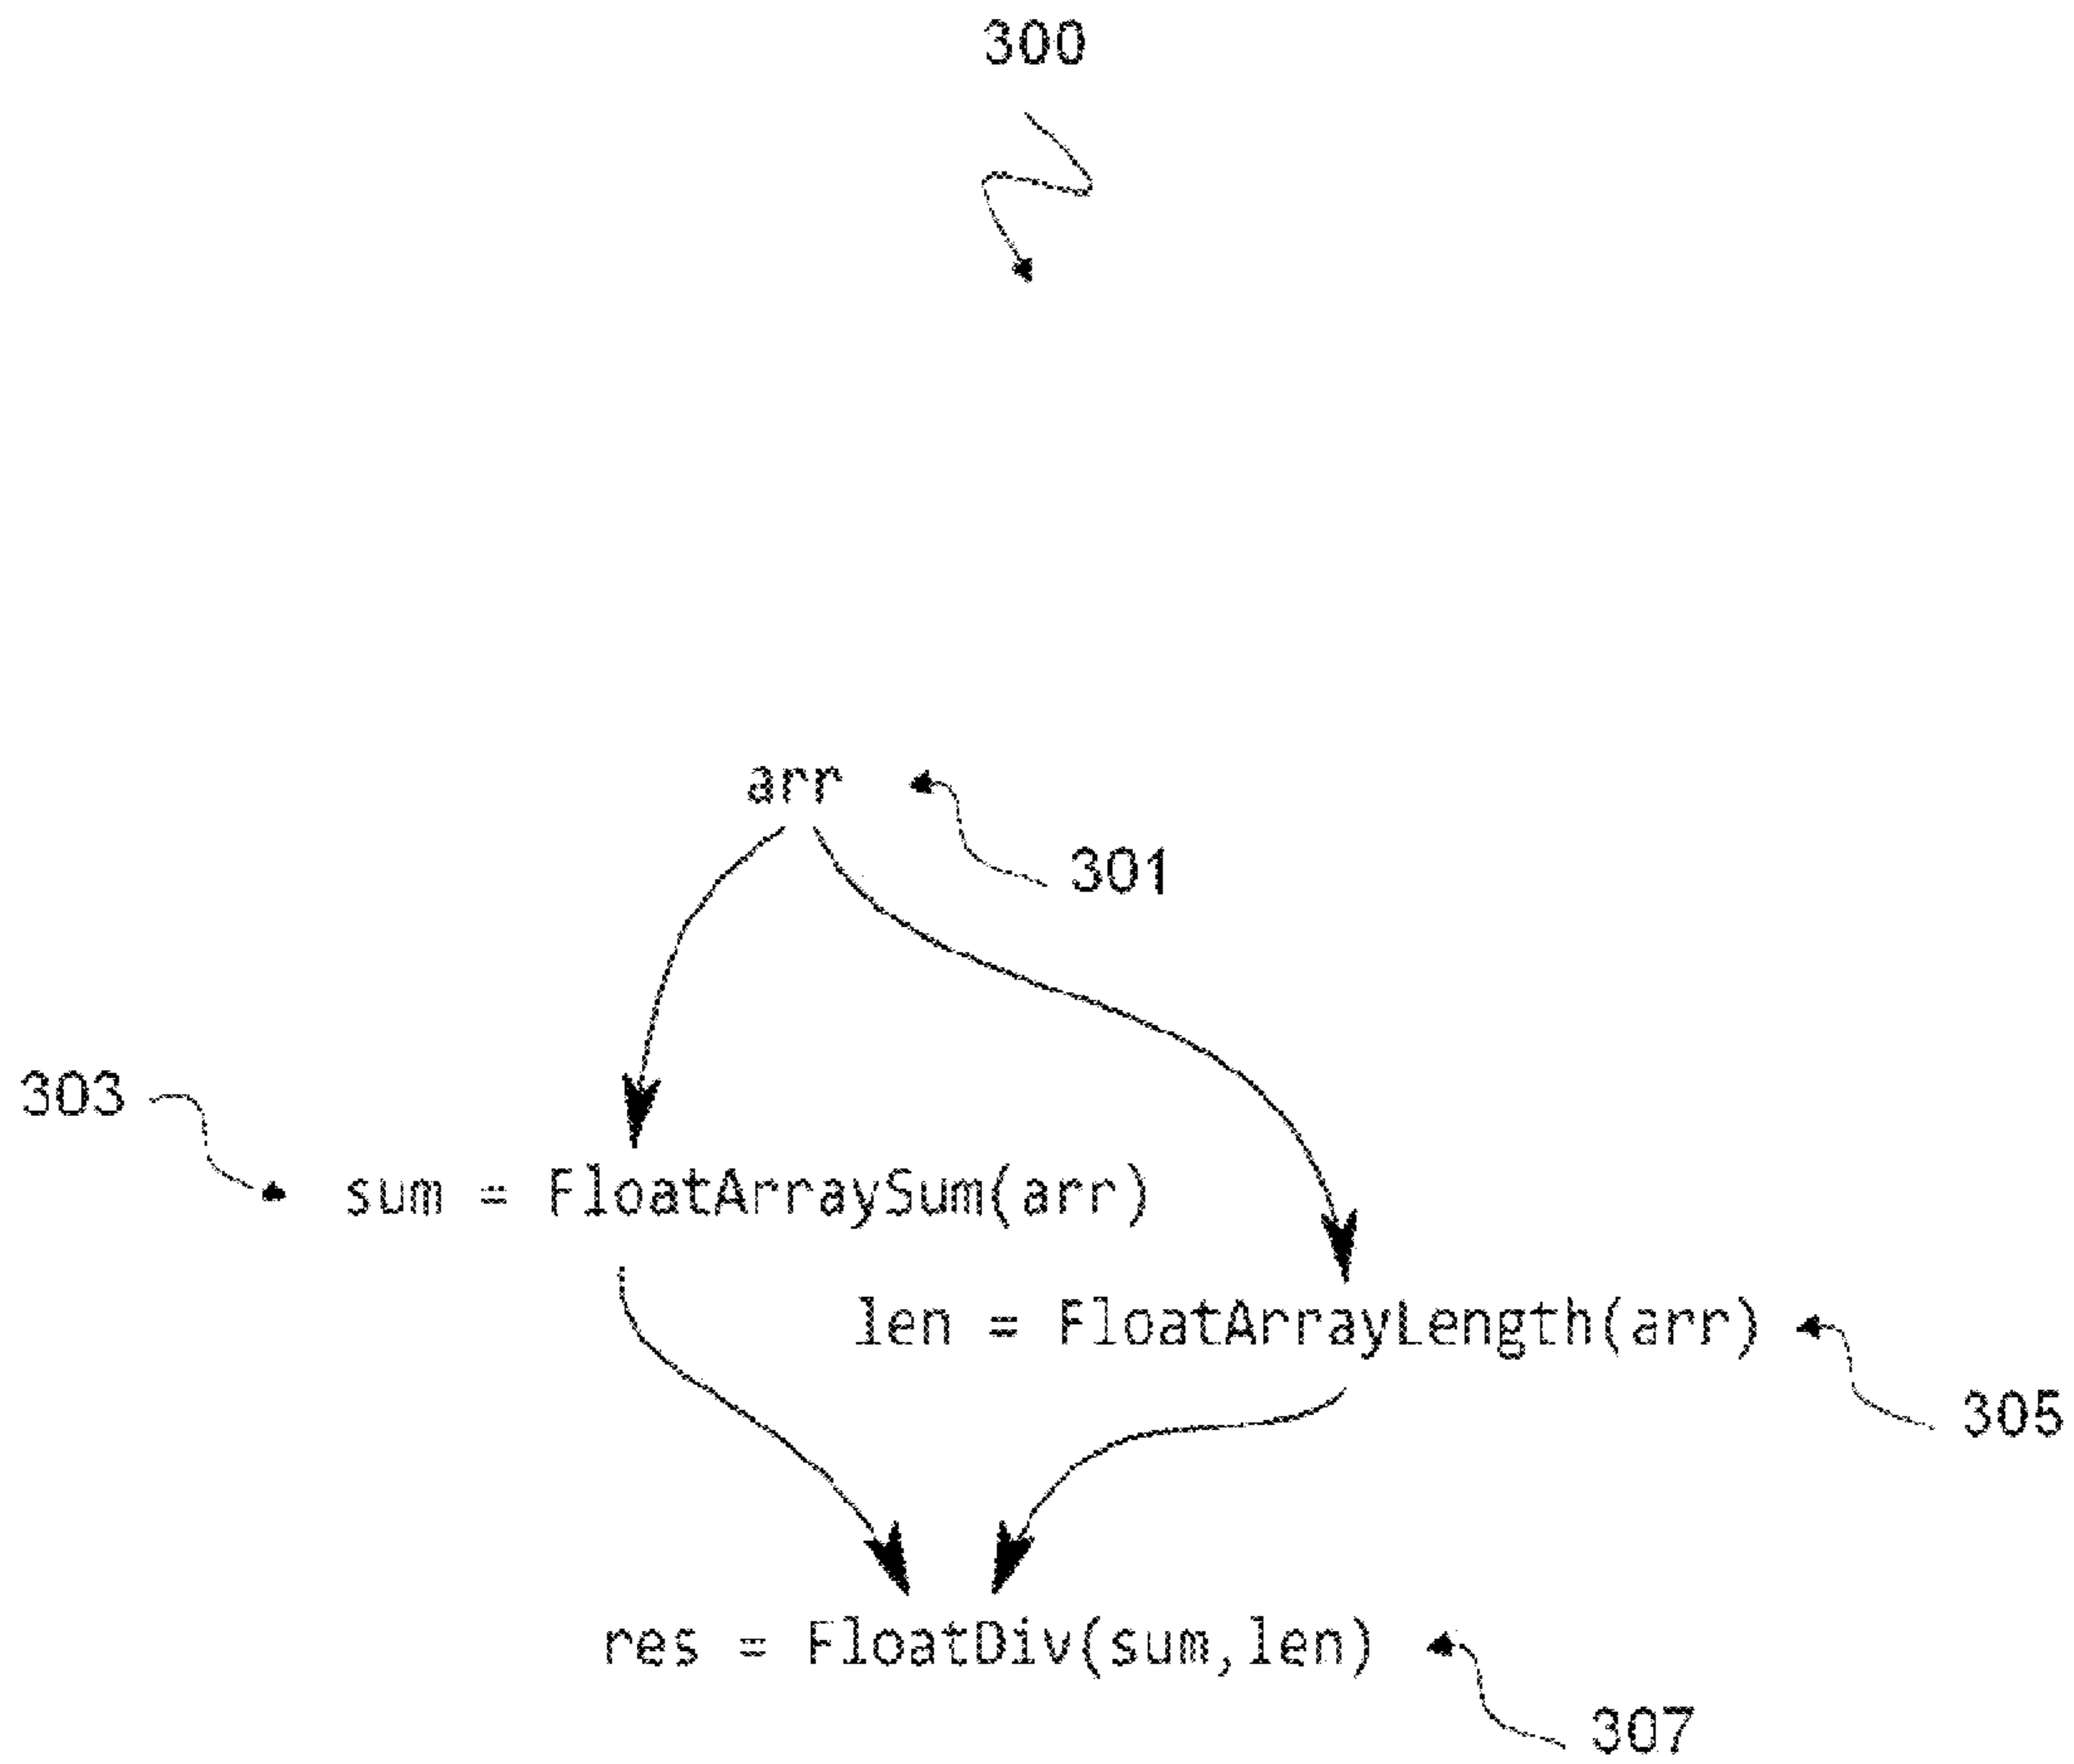 300
arr
301
303
sum = FloatArraySum(arr)
len = FloatArrayLength(arr)
305
res = FloatDiv(sum,len)
307